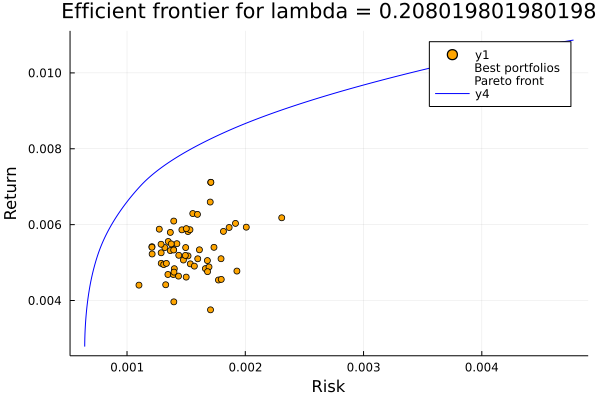 Efficient frontier for lambda = 0.208019801980198
y1
Best portfolios
Pareto front
y4
0.010
0.008
0.006
0.004
Return
0.001 0.002 0.003 0.004
Risk